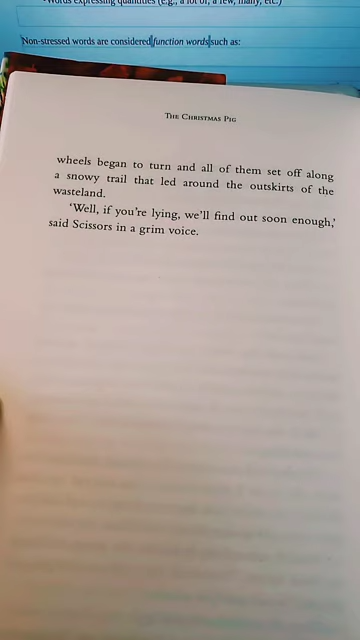 •Words expressing quantities (e.g., a lot of, a few, many, etc.)
Non-stressed words are considered function words such as:
THE CHRISTMAS PIG
wheels began to turn and all of them set off along
a snowy trail that led around the outskirts of the
wasteland.
‘Well, if you’re lying, we’ll find out soon enough,’
said Scissors in a grim voice.